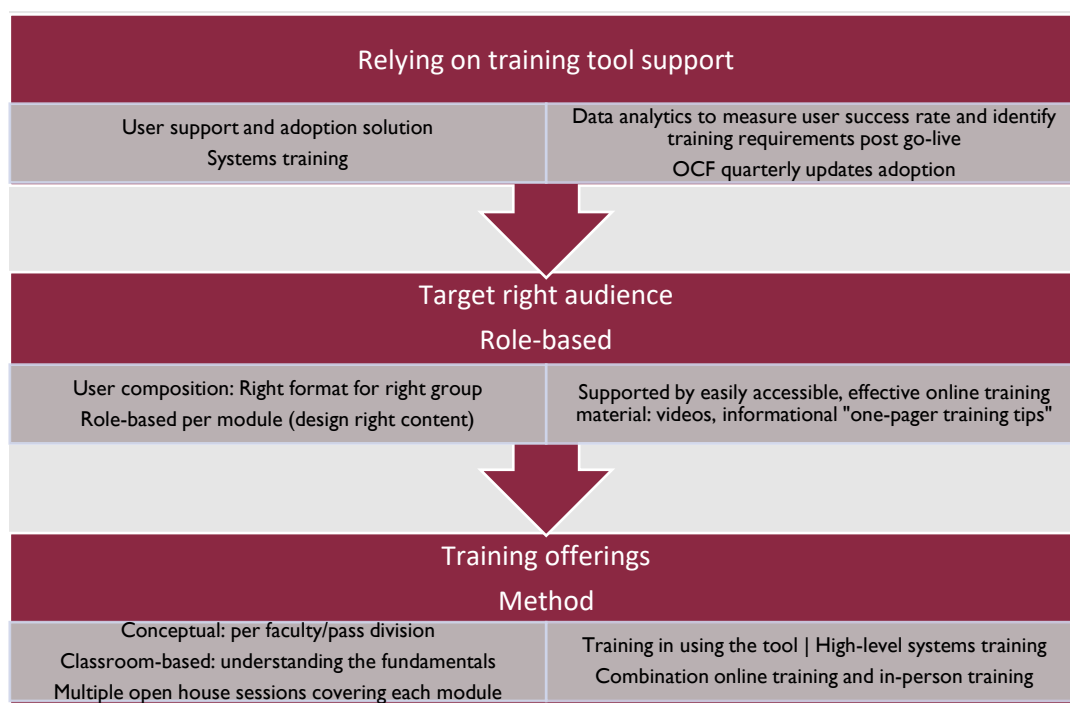 Relying on training tool support
User support and adoption solution
Systems training
Data analytics to measure user success rate and identify
training requirements post go-live
OCF quarterly updates adoption
Target right audience
Role-based
User composition: Right format for right group
Role-based per module (design right content)
Supported by easily accessible, effective online training
material: videos, informational "one-pager training tips"
Training offerings
Method
Conceptual: per faculty/pass division
Classroom-based: understanding the fundamentals
Multiple open house sessions covering each module
Training in using the tool | High-level systems training
Combination online training and in-person training